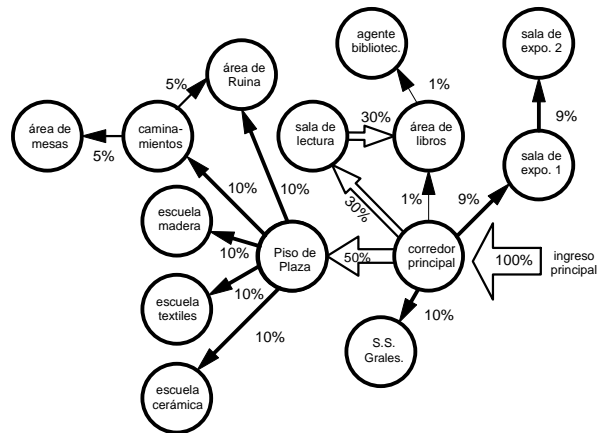 agente
bibliotec.
sala de
expo. 2
área de
Ruina
5%
1%
sala de
lectura
30%
área de
libros
9%
área de
mesas
5%
camina-
mientos
sala de
expo. 1
10%
10%
30%
1%
9%
escuela
madera
10%
Piso de
Plaza
50%
corredor
principal
100%
ingreso
principal
escuela
textiles
10%
10%
10%
S.S.
Grales.
escuela
cerámica